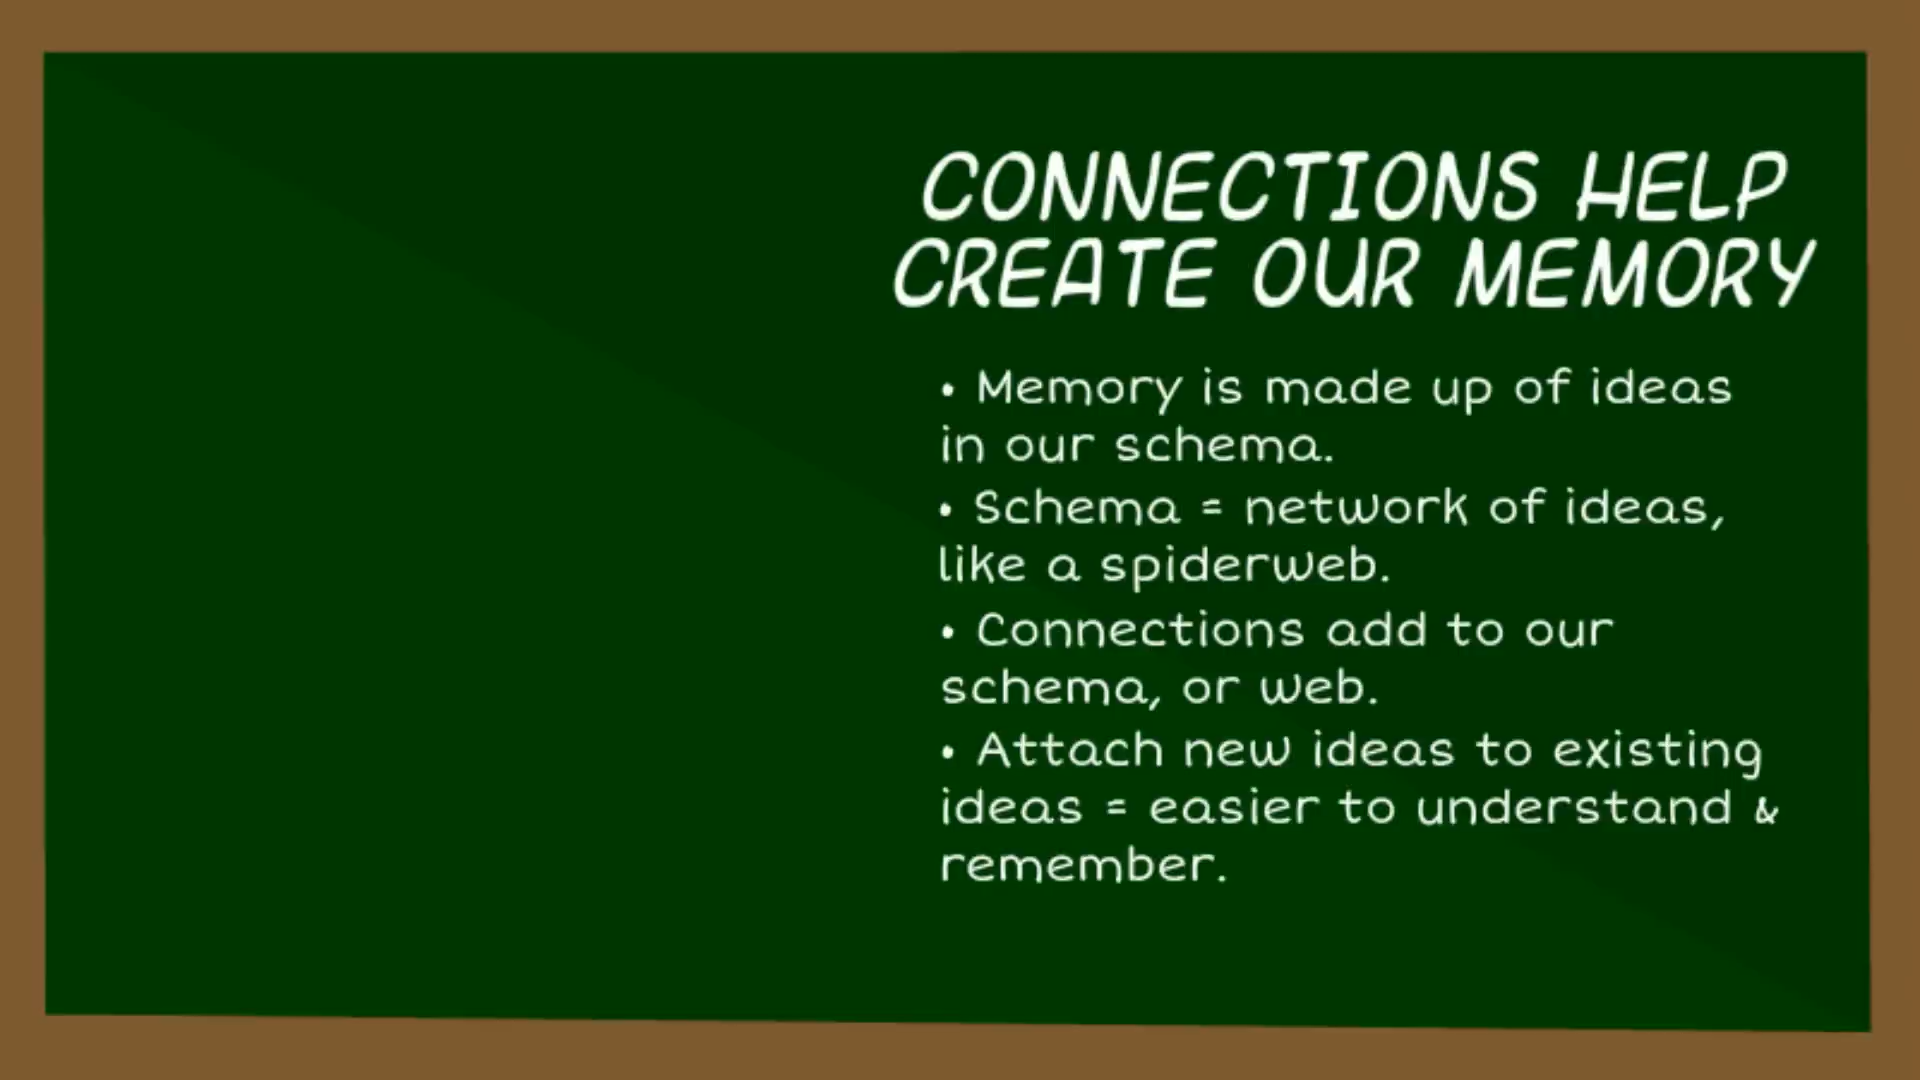 CONNECTIONS HELP
CREATE OUR MEMORY
• Memory is made up of ideas
in our schema.
• Schema = network of ideas,
like a spiderweb.
• Connections add to our
schema, or web.
• Attach new ideas to existing
ideas = easier to understand &
remember.